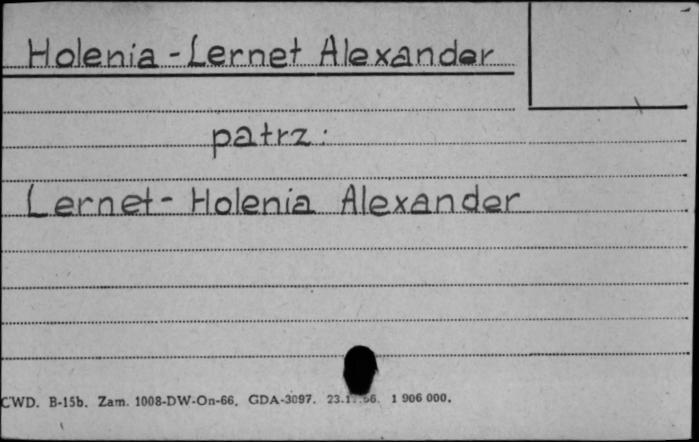 Holenia - Lernet Alexander
patrz:
Lernet - Holenia Alexander
CWD. B-15b. Zam. 1008-DW-On-66. GDA-3097. 1 906 000.